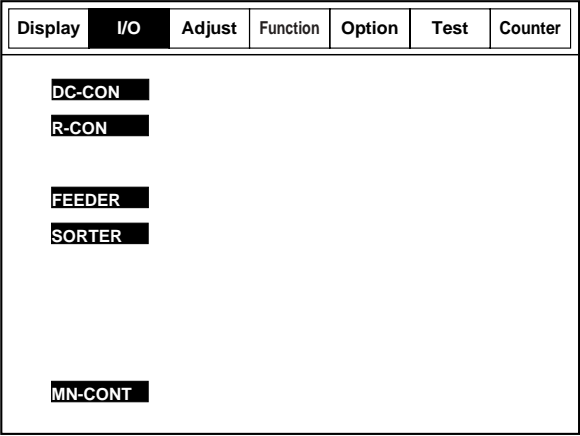 Display I/O Adjust Function Option Test Counter
DC-CON
R-CON
FEEDER
SORTER
MN-CONT